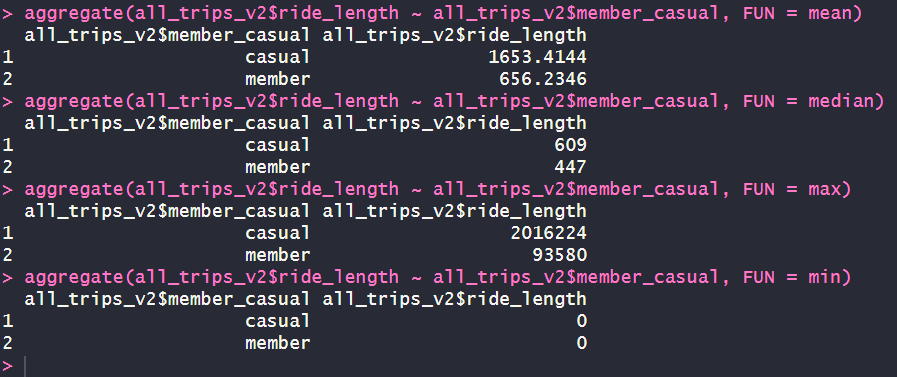 > aggregate(all_trips_v2$ride_length ~ all_trips_v2$member_casual, FUN = mean)
  all_trips_v2$member_casual all_trips_v2$ride_length
1                     casual                1653.4144
2                     member                 656.2346
> aggregate(all_trips_v2$ride_length ~ all_trips_v2$member_casual, FUN = median)
  all_trips_v2$member_casual all_trips_v2$ride_length
1                     casual                      609
2                     member                      447
> aggregate(all_trips_v2$ride_length ~ all_trips_v2$member_casual, FUN = max)
  all_trips_v2$member_casual all_trips_v2$ride_length
1                     casual                  2016224
2                     member                    93580
> aggregate(all_trips_v2$ride_length ~ all_trips_v2$member_casual, FUN = min)
  all_trips_v2$member_casual all_trips_v2$ride_length
1                     casual                        0
2                     member                        0
>